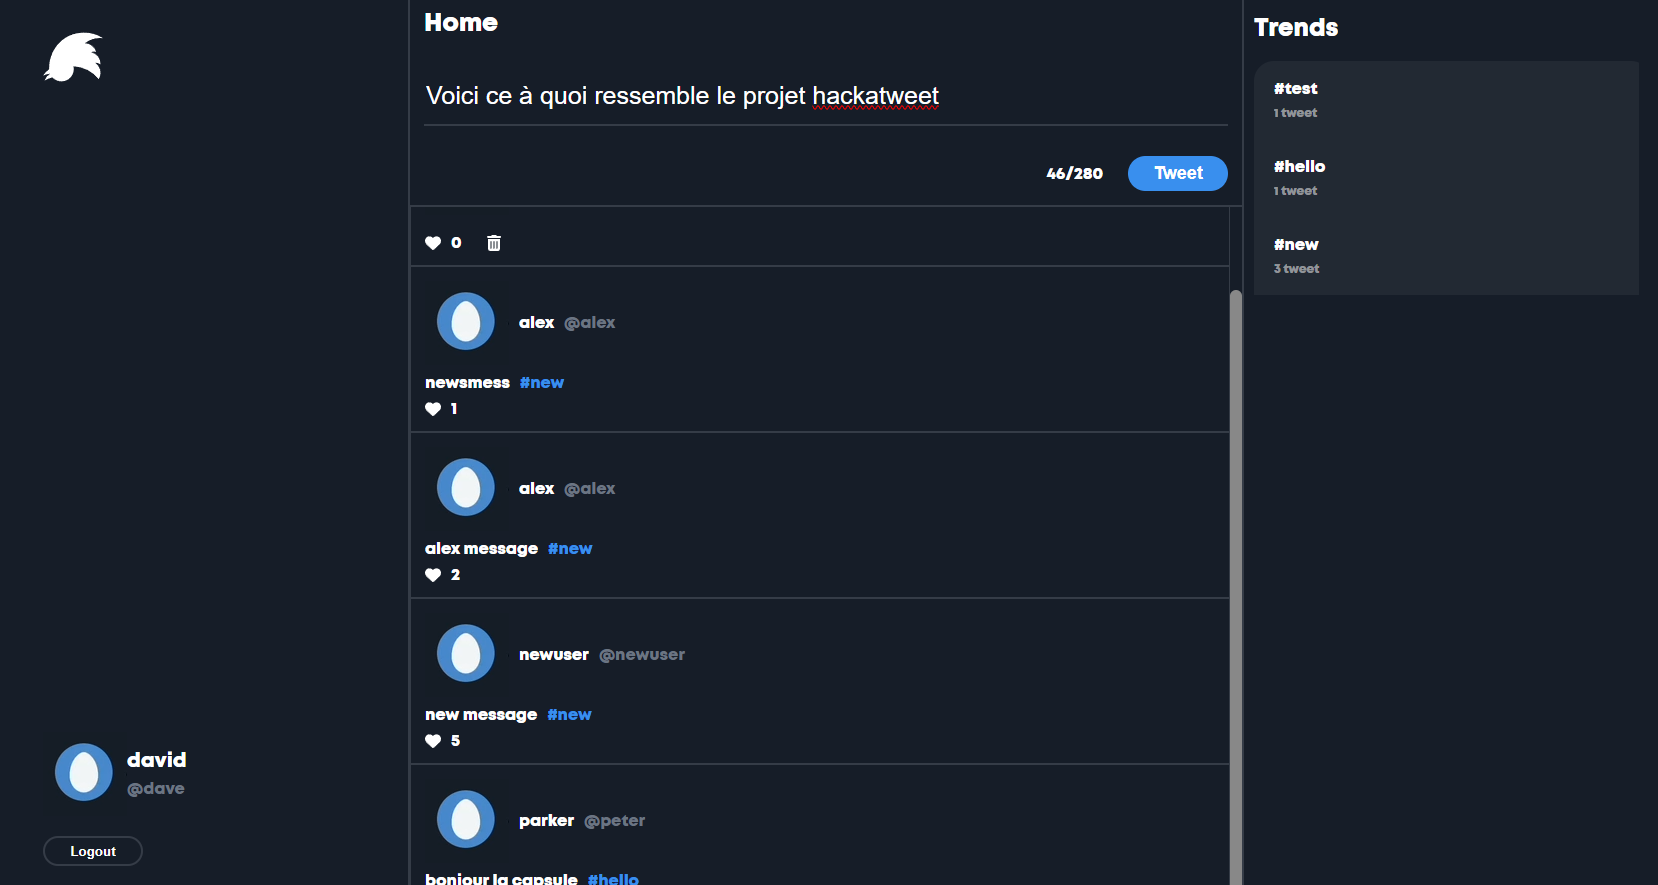 Home
Voici ce à quoi ressemble le projet hackatweet
46/280 Tweet
0
alex @alex
newsmess #new
1
alex @alex
alex message #new
2
newuser @newuser
new message #new
5
parker @peter
bonjour la capsule #hello
david
@dave
Logout
Trends
#test
1 tweet
#hello
1 tweet
#new
3 tweet